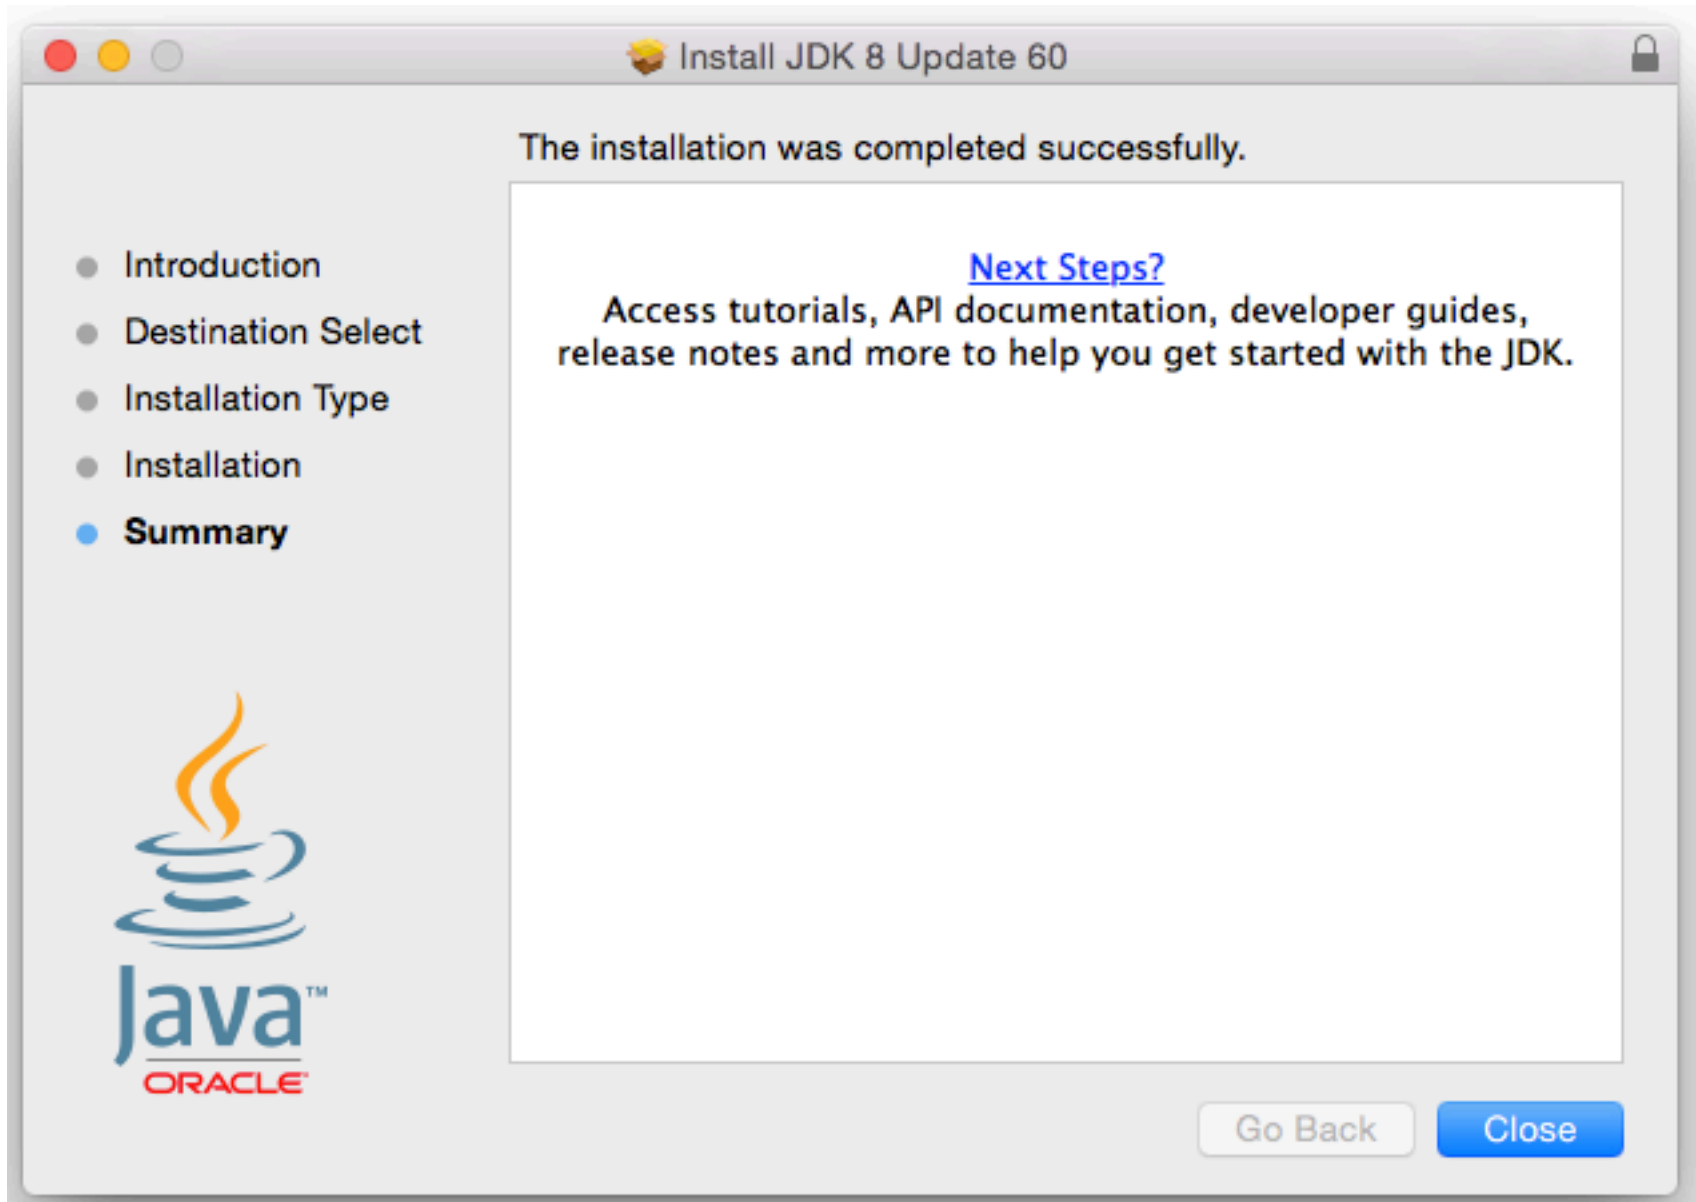 Install JDK 8 Update 60
The installation was completed successfully.
Introduction
Destination Select
Installation Type
Installation
Summary
Next Steps?
Access tutorials, API documentation, developer guides,
release notes and more to help you get started with the JDK.
Java™
ORACLE
Go Back
Close